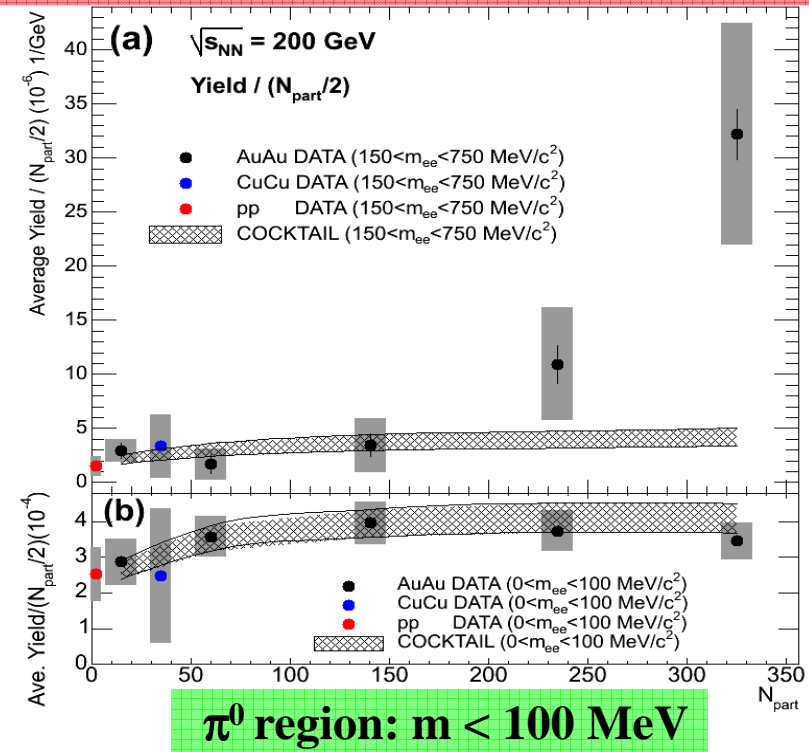 (a) √s_NN = 200 GeV
Yield / (N_part/2)
Average Yield / (N_part/2) (10^-6) 1/GeV
40
35
30
25
20
15
10
5
0
AuAu DATA (150<m_ee<750 MeV/c^2)
CuCu DATA (150<m_ee<750 MeV/c^2)
pp DATA (150<m_ee<750 MeV/c^2)
COCKTAIL (150<m_ee<750 MeV/c^2)
(b)
Ave. Yield/(N_part/2)(10^-4)
4
3
2
1
0
AuAu DATA (0<m_ee<100 MeV/c^2)
CuCu DATA (0<m_ee<100 MeV/c^2)
pp DATA (0<m_ee<100 MeV/c^2)
COCKTAIL (0<m_ee<100 MeV/c^2)
0 50 100 150 200 250 300 350
N_part
π^0 region: m < 100 MeV